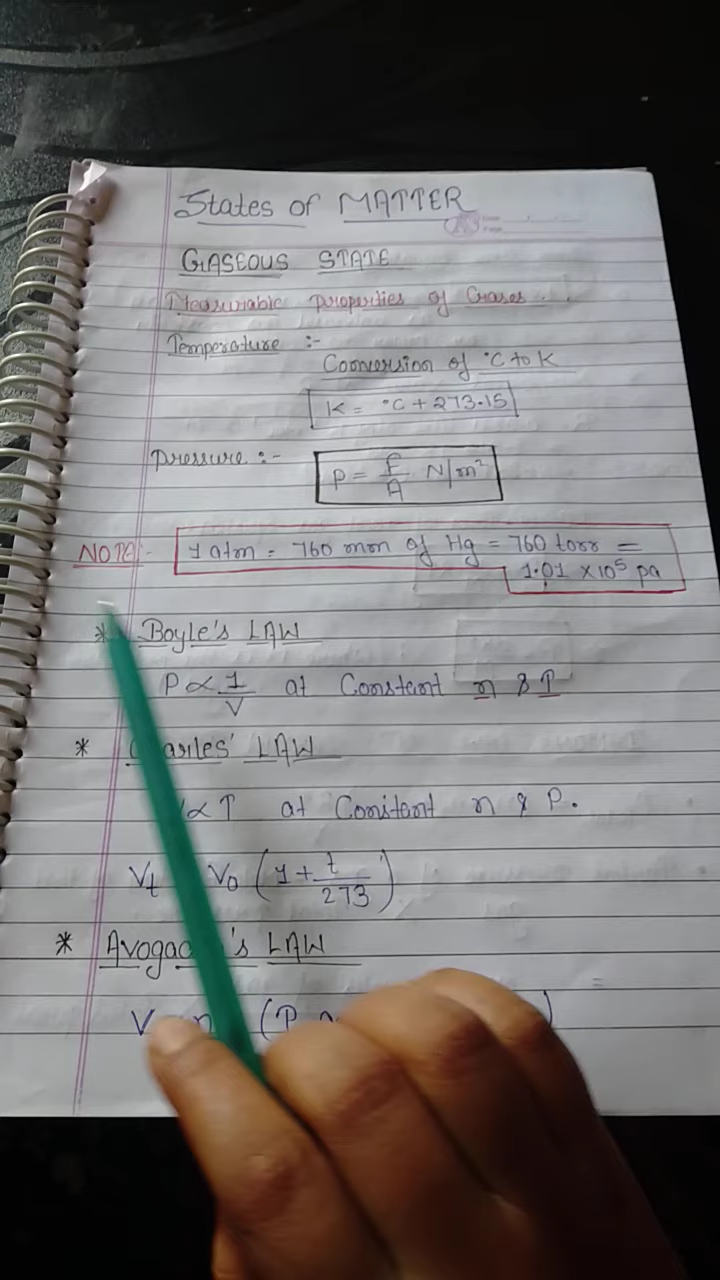 States of MATTER
GASEOUS STATE
Measurable properties of Gases.
Temperature :-
Conversion of °C to K
K = °C + 273.15
Pressure :-
P = F/A N/m²
NOTE:-
1 atm = 760 mm of Hg = 760 torr =
1.01 × 10⁵ pa
* Boyle's LAW
P ∝ 1/V at Constant n & T
* LAW
∝ T at Constant n & P.
Vt V0 (1 + t/273)
* LAW
V n (P